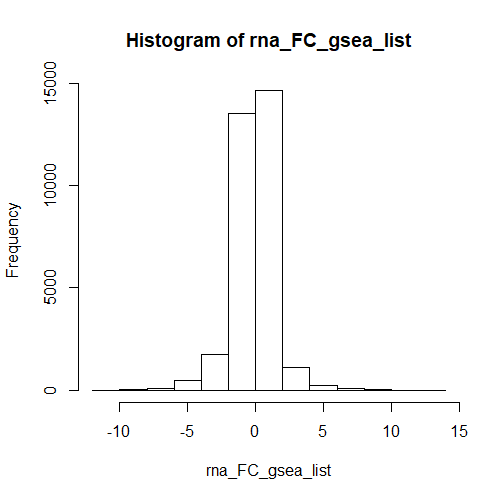 Histogram of rna_FC_gsea_list
Frequency
15000
10000
5000
0
-10 -5 0 5 10 15
rna_FC_gsea_list